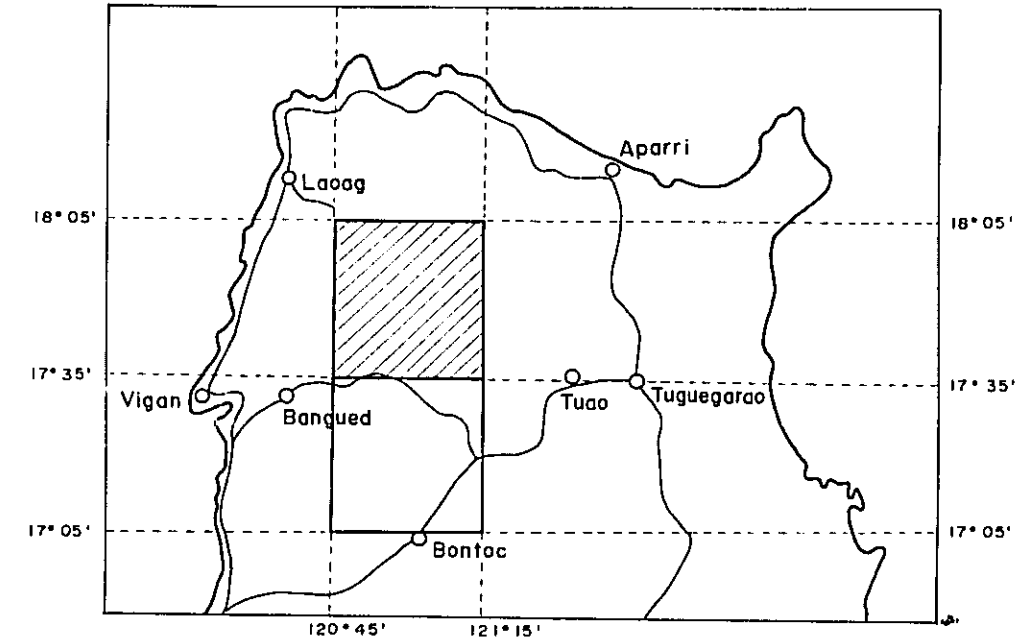 Aparri
Laoag
18° 05'
18° 05'
17° 35'
17° 35'
Vigan
Bangued
Tuao
Tuguegarao
17° 05'
17° 05'
Bontoc
120° 45'
121° 15'